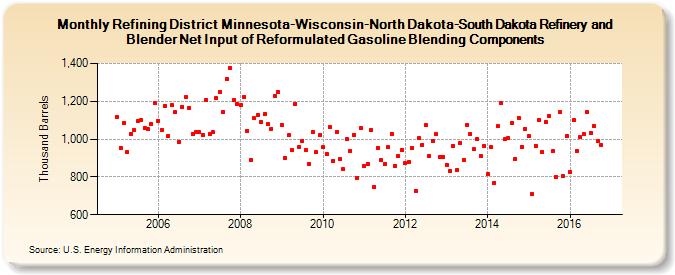 Monthly Refining District Minnesota-Wisconsin-North Dakota-South Dakota Refinery and
Blender Net Input of Reformulated Gasoline Blending Components
Thousand Barrels
1,400
1,200
1,000
800
600
2006
2008
2010
2012
2014
2016
Source: U.S. Energy Information Administration